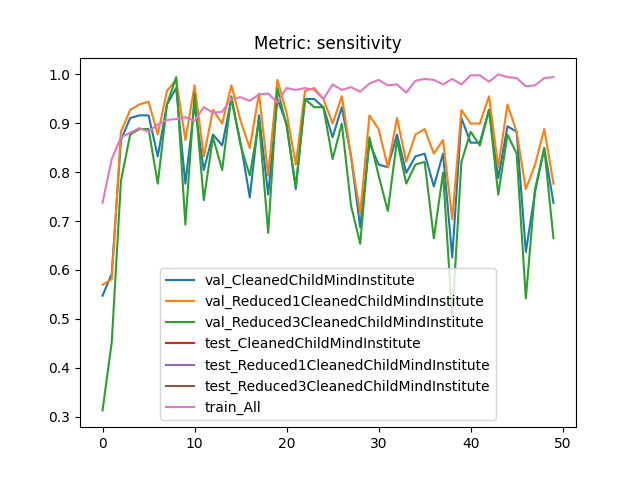 Metric: sensitivity
1.0
0.9
0.8
0.7
0.6
0.5
0.4
0.3
val_CleanedChildMindInstitute
val_Reduced1CleanedChildMindInstitute
val_Reduced3CleanedChildMindInstitute
test_CleanedChildMindInstitute
test_Reduced1CleanedChildMindInstitute
test_Reduced3CleanedChildMindInstitute
train_All
0 10 20 30 40 50